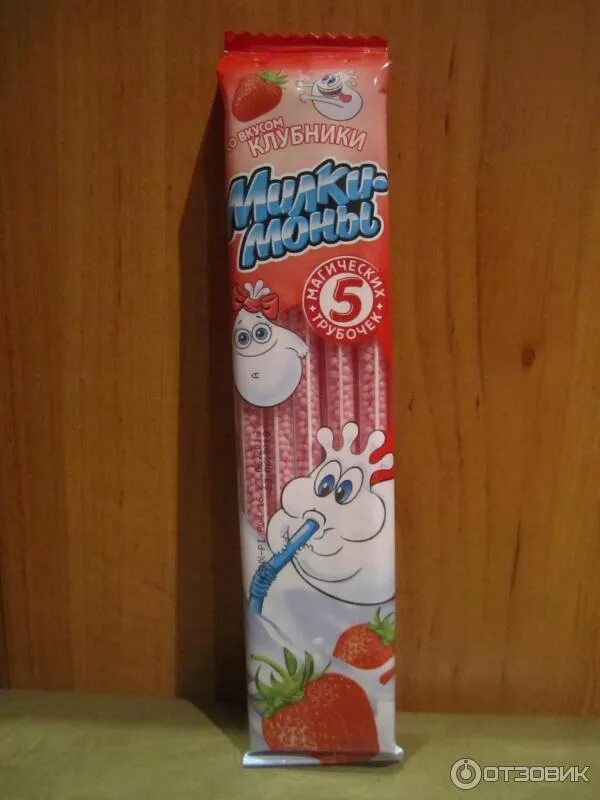 со вкусом
КЛУБНИКИ
Милки-
моны
МАГИЧЕСКИХ
5
ТРУБОЧЕК
ОТЗОВИК